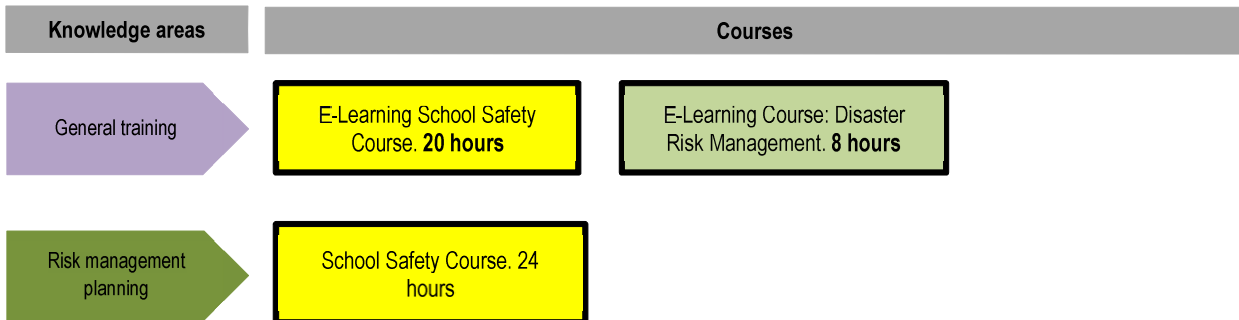 Knowledge areas
Courses
General training
E-Learning School Safety
Course. 20 hours
E-Learning Course: Disaster
Risk Management. 8 hours
Risk management
planning
School Safety Course. 24
hours